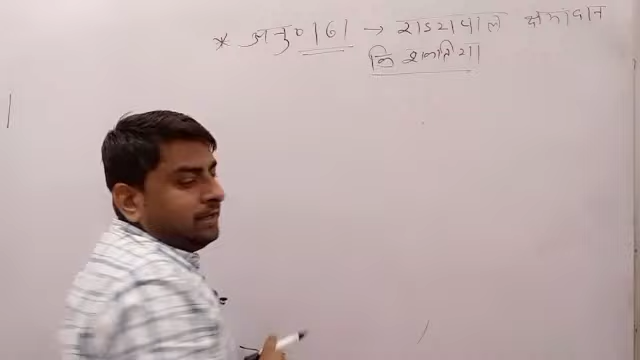 * अनु० 161 → राज्यपाल क्षमादान
कि शक्तिया